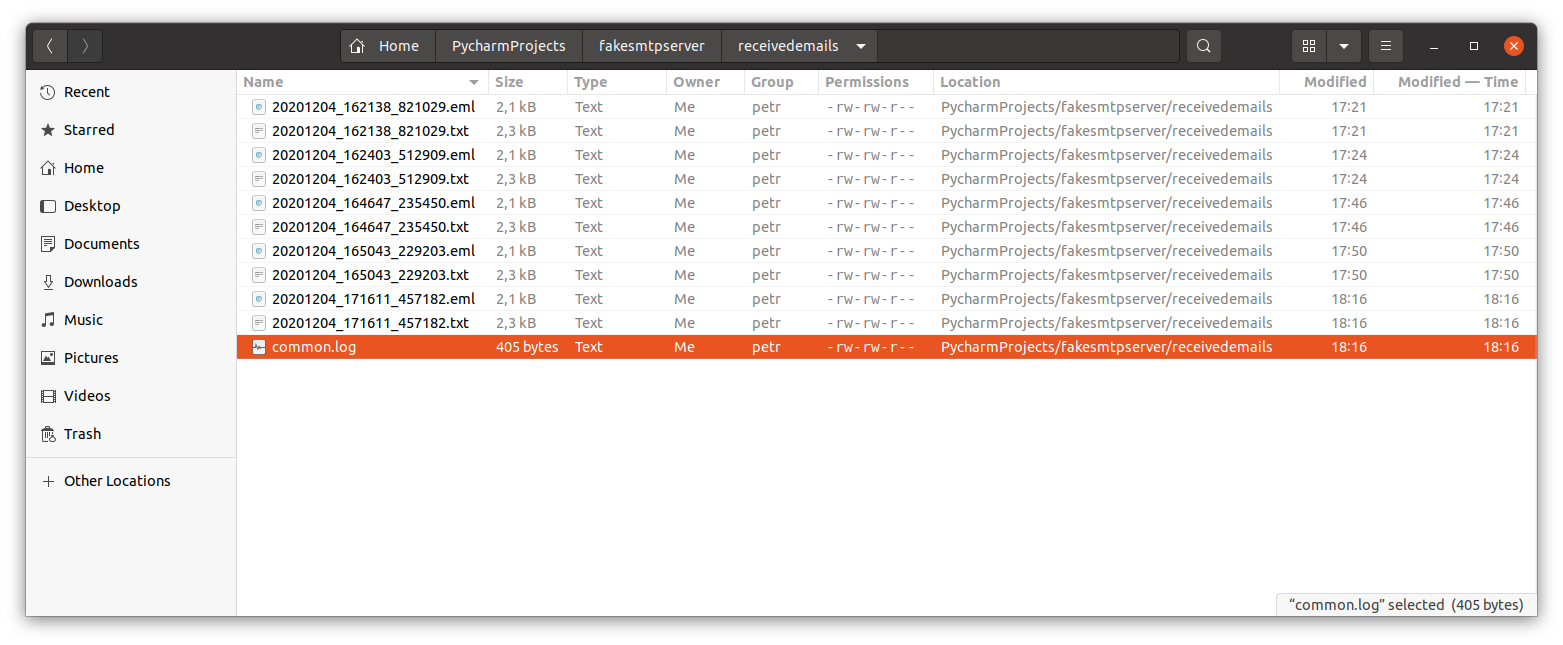 Home PycharmProjects fakesmtpserver receivedemails
Recent
Starred
Home
Desktop
Documents
Downloads
Music
Pictures
Videos
Trash
Other Locations
Name Size Type Owner Group Permissions Location Modified Modified — Time
20201204_162138_821029.eml 2,1 kB Text Me petr -rw-rw-r-- PycharmProjects/fakesmtpserver/receivedemails 17:21 17:21
20201204_162138_821029.txt 2,3 kB Text Me petr -rw-rw-r-- PycharmProjects/fakesmtpserver/receivedemails 17:21 17:21
20201204_162403_512909.eml 2,1 kB Text Me petr -rw-rw-r-- PycharmProjects/fakesmtpserver/receivedemails 17:24 17:24
20201204_162403_512909.txt 2,3 kB Text Me petr -rw-rw-r-- PycharmProjects/fakesmtpserver/receivedemails 17:24 17:24
20201204_164647_235450.eml 2,1 kB Text Me petr -rw-rw-r-- PycharmProjects/fakesmtpserver/receivedemails 17:46 17:46
20201204_164647_235450.txt 2,3 kB Text Me petr -rw-rw-r-- PycharmProjects/fakesmtpserver/receivedemails 17:46 17:46
20201204_165043_229203.eml 2,1 kB Text Me petr -rw-rw-r-- PycharmProjects/fakesmtpserver/receivedemails 17:50 17:50
20201204_165043_229203.txt 2,3 kB Text Me petr -rw-rw-r-- PycharmProjects/fakesmtpserver/receivedemails 17:50 17:50
20201204_171611_457182.eml 2,1 kB Text Me petr -rw-rw-r-- PycharmProjects/fakesmtpserver/receivedemails 18:16 18:16
20201204_171611_457182.txt 2,3 kB Text Me petr -rw-rw-r-- PycharmProjects/fakesmtpserver/receivedemails 18:16 18:16
common.log 405 bytes Text Me petr -rw-rw-r-- PycharmProjects/fakesmtpserver/receivedemails 18:16 18:16
“common.log” selected (405 bytes)